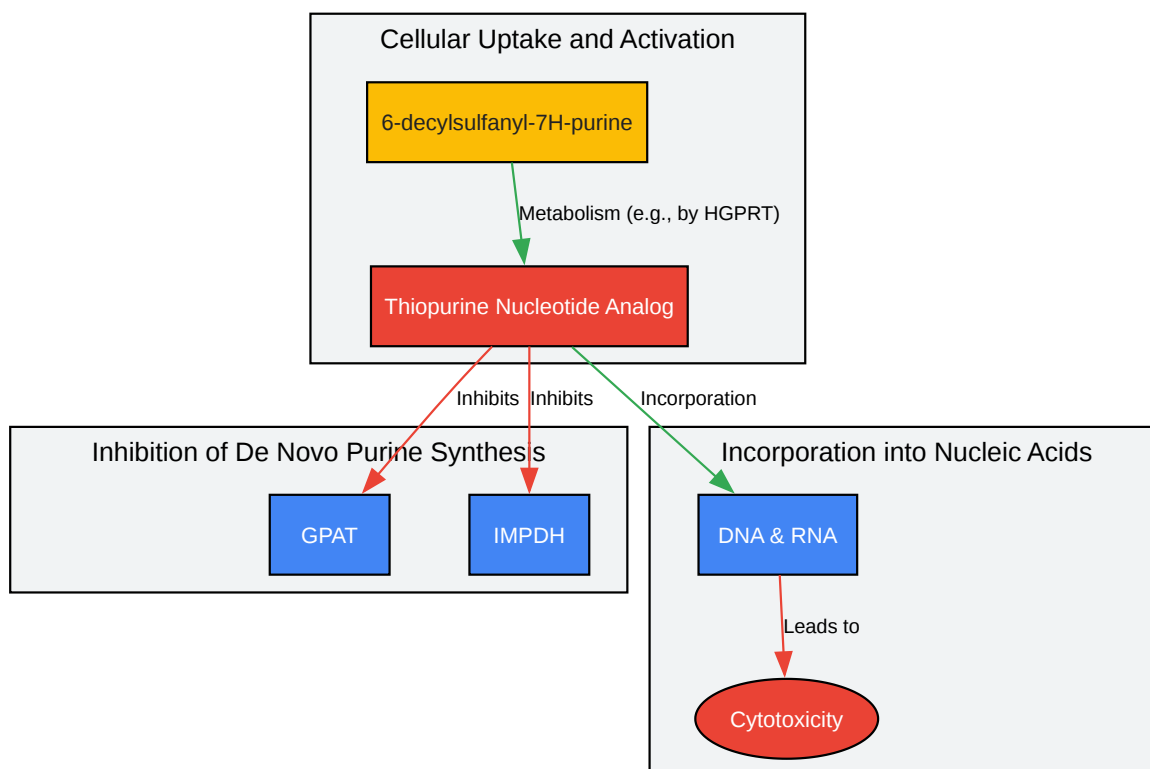 Cellular Uptake and Activation
6-decylsulfanyl-7H-purine
Metabolism (e.g., by HGPRT)
Thiopurine Nucleotide Analog
Inhibits
Inhibits
Incorporation
Inhibition of De Novo Purine Synthesis
GPAT
IMPDH
Incorporation into Nucleic Acids
DNA & RNA
Leads to
Cytotoxicity